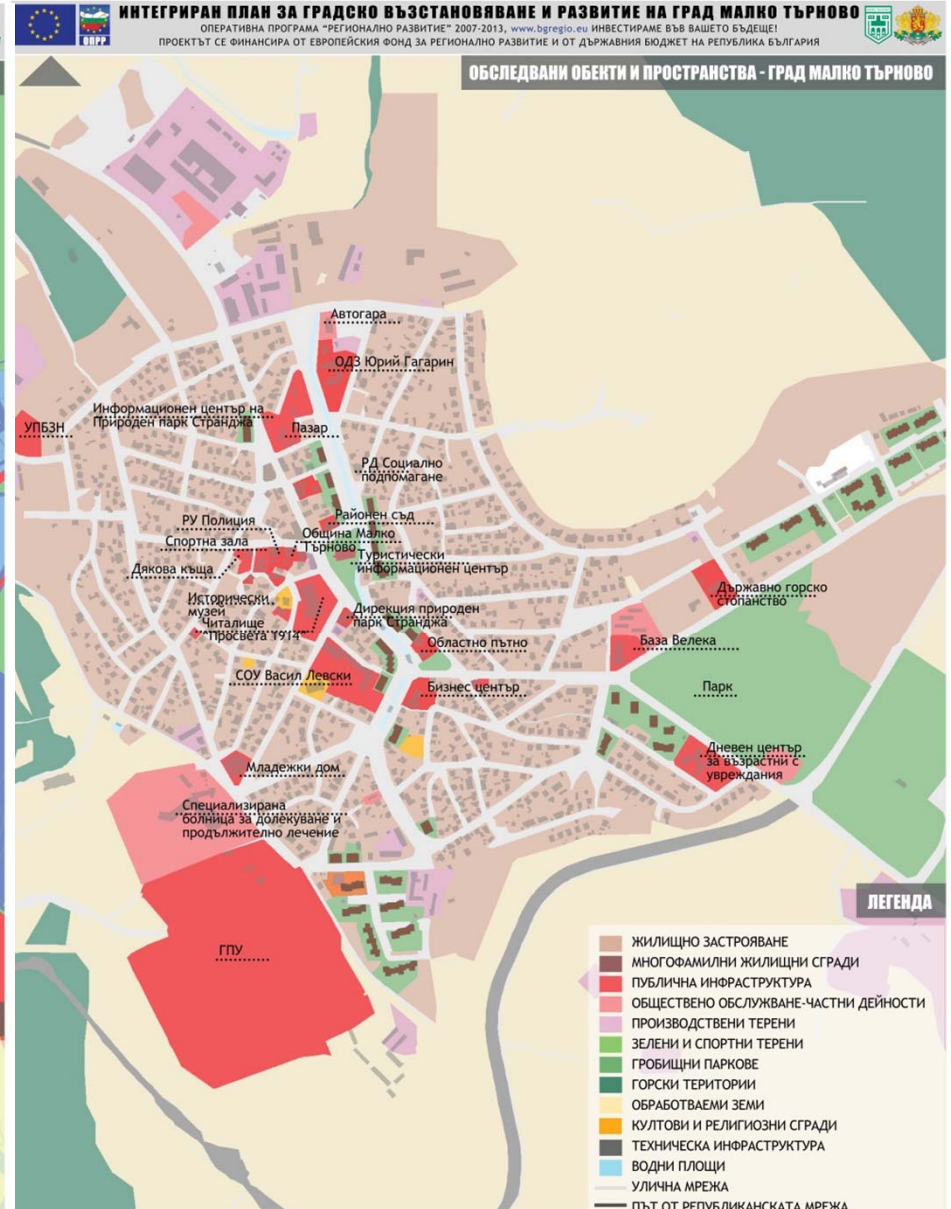 ИНТЕГРИРАН ПЛАН ЗА ГРАДСКО ВЪЗСТАНОВЯВАНЕ И РАЗВИТИЕ НА ГРАД МАЛКО ТЪРНОВО
ОПЕРАТИВНА ПРОГРАМА "РЕГИОНАЛНО РАЗВИТИЕ" 2007-2013, www.bgregio.eu ИНВЕСТИРАМЕ ВЪВ ВАШЕТО БЪДЕЩЕ!
ПРОЕКТЪТ СЕ ФИНАНСИРА ОТ ЕВРОПЕЙСКИЯ ФОНД ЗА РЕГИОНАЛНО РАЗВИТИЕ И ОТ ДЪРЖАВНИЯ БЮДЖЕТ НА РЕПУБЛИКА БЪЛГАРИЯ
ОПРР
ОБСЛЕДВАНИ ОБЕКТИ И ПРОСТРАНСТВА - ГРАД МАЛКО ТЪРНОВО
Автогара
ОДЗ Юрий Гагарин
Информационен център на
Природен парк Странджа
УПБЗН
Пазар
РД Социално
подпомагане
Районен съд
РУ Полиция
Община Малко
Търново
Спортна зала
Туристически
информационен център
Дякова къща
Исторически
музей
Дирекция природен
парк Странджа
Читалище
"Просвета 1914"
Държавно горско
стопанство
Областно пътно
База Велека
СОУ Васил Левски
Бизнес център
Парк
Дневен център
за възрастни с
увреждания
Младежки дом
Специализирана
болница за долекуване и
продължително лечение
ГПУ
ЛЕГЕНДА
ЖИЛИЩНО ЗАСТРОЯВАНЕ
МНОГОФАМИЛНИ ЖИЛИЩНИ СГРАДИ
ПУБЛИЧНА ИНФРАСТРУКТУРА
ОБЩЕСТВЕНО ОБСЛУЖВАНЕ-ЧАСТНИ ДЕЙНОСТИ
ПРОИЗВОДСТВЕНИ ТЕРЕНИ
ЗЕЛЕНИ И СПОРТНИ ТЕРЕНИ
ГРОБИЩНИ ПАРКОВЕ
ГОРСКИ ТЕРИТОРИИ
ОБРАБОТВАЕМИ ЗЕМИ
КУЛТОВИ И РЕЛИГИОЗНИ СГРАДИ
ТЕХНИЧЕСКА ИНФРАСТРУКТУРА
ВОДНИ ПЛОЩИ
УЛИЧНА МРЕЖА
ПЪТ ОТ РЕПУБЛИКАНСКАТА МРЕЖА